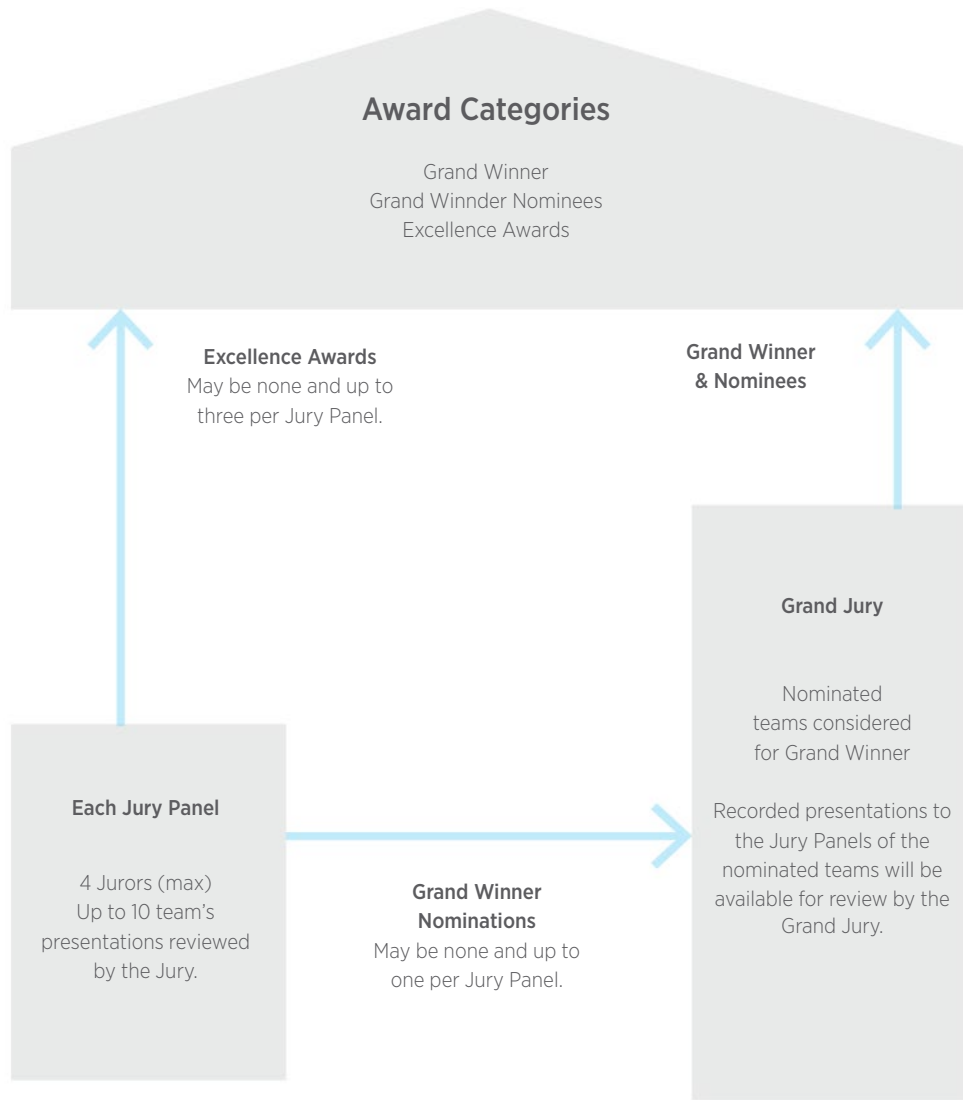 Award Categories
Grand Winner
Grand Winnder Nominees
Excellence Awards
Excellence Awards
May be none and up to
three per Jury Panel.
Grand Winner
& Nominees
Grand Jury
Nominated
teams considered
for Grand Winner
Recorded presentations to
the Jury Panels of the
nominated teams will be
available for review by the
Grand Jury.
Each Jury Panel
4 Jurors (max)
Up to 10 team’s
presentations reviewed
by the Jury.
Grand Winner
Nominations
May be none and up to
one per Jury Panel.